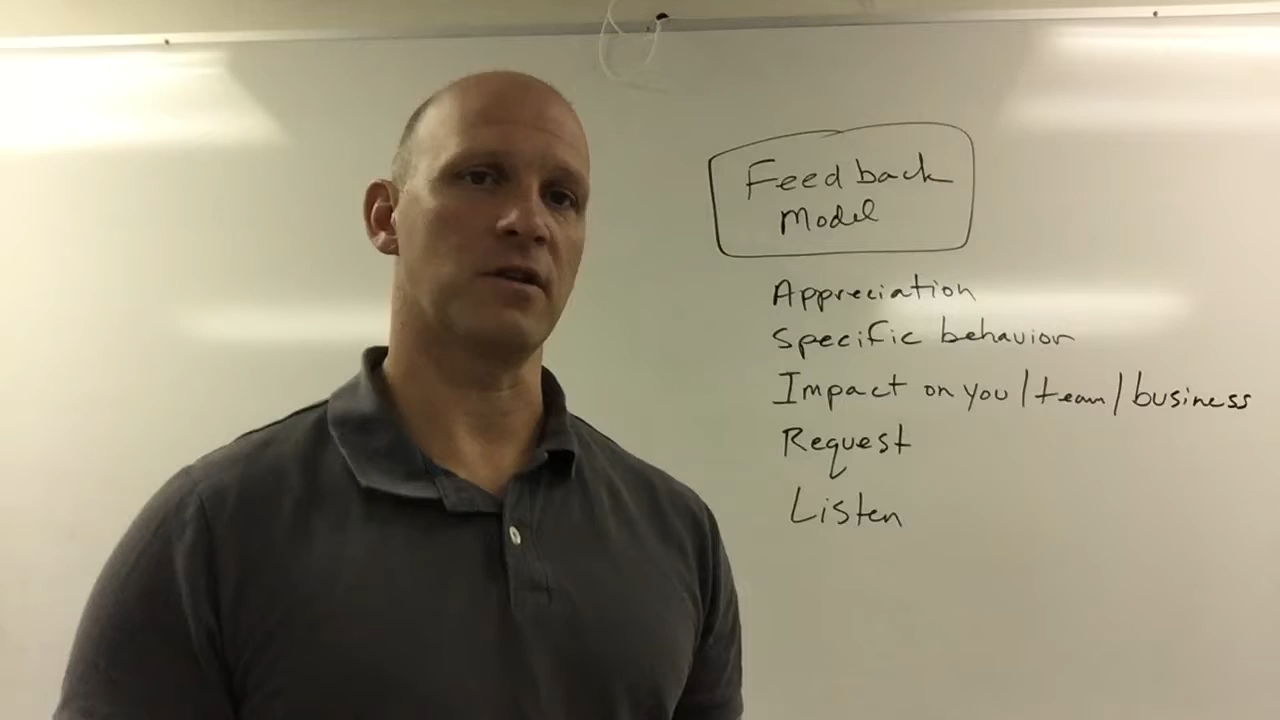 Feedback
Model
Appreciation
Specific behavior
Impact on you/team/business
Request
Listen